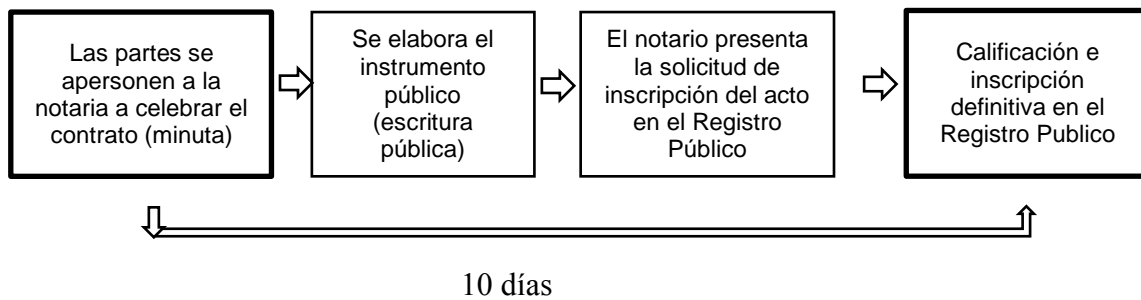 Las partes se
apersonen a la
notaria a celebrar el
contrato (minuta)
Se elabora el
instrumento
público
(escritura
pública)
El notario presenta
la solicitud de
inscripción del acto
en el Registro
Público
Calificación e
inscripción
definitiva en el
Registro Publico
10 días